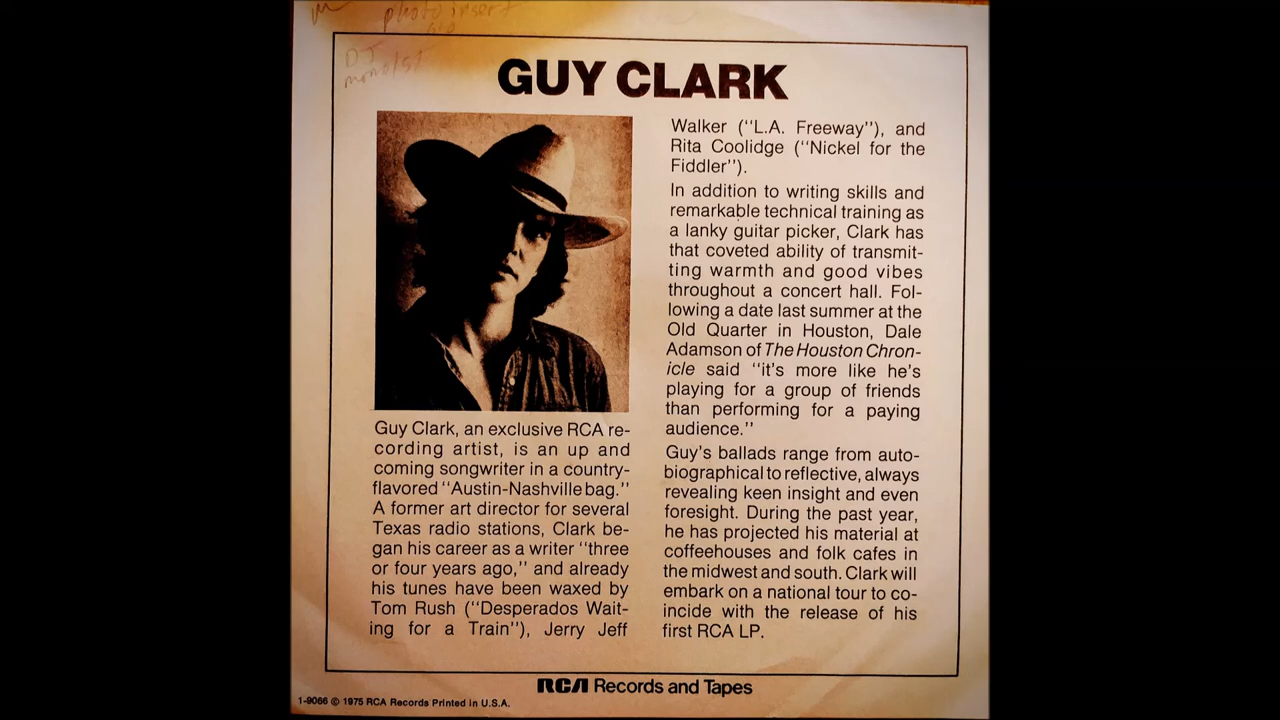 photo insert
DJ
GUY CLARK
Guy Clark, an exclusive RCA re-
cording artist, is an up and
coming songwriter in a country-
flavored “Austin-Nashville bag.”
A former art director for several
Texas radio stations, Clark be-
gan his career as a writer “three
or four years ago,” and already
his tunes have been waxed by
Tom Rush (“Desperados Wait-
ing for a Train”), Jerry Jeff
Walker (“L.A. Freeway”), and
Rita Coolidge (“Nickel for the
Fiddler”).
In addition to writing skills and
remarkable technical training as
a lanky guitar picker, Clark has
that coveted ability of transmit-
ting warmth and good vibes
throughout a concert hall. Fol-
lowing a date last summer at the
Old Quarter in Houston, Dale
Adamson of The Houston Chron-
icle said “it’s more like he’s
playing for a group of friends
than performing for a paying
audience.”
Guy’s ballads range from auto-
biographical to reflective, always
revealing keen insight and even
foresight. During the past year,
he has projected his material at
coffeehouses and folk cafes in
the midwest and south. Clark will
embark on a national tour to co-
incide with the release of his
first RCA LP.
RCA Records and Tapes
1-9066 © 1975 RCA Records Printed in U.S.A.